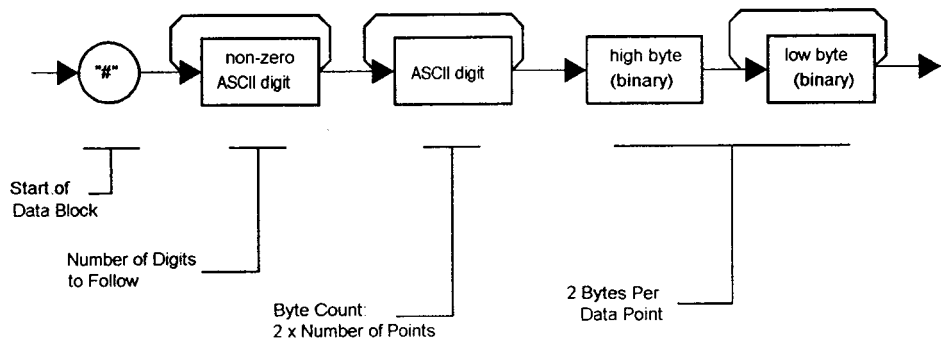 "#"
non-zero
ASCII digit
ASCII digit
high byte
(binary)
low byte
(binary)
Start.of
Data Block
Number of Digits
to Follow
Byte Count:
2 x Number of Points
2 Bytes Per
Data Point